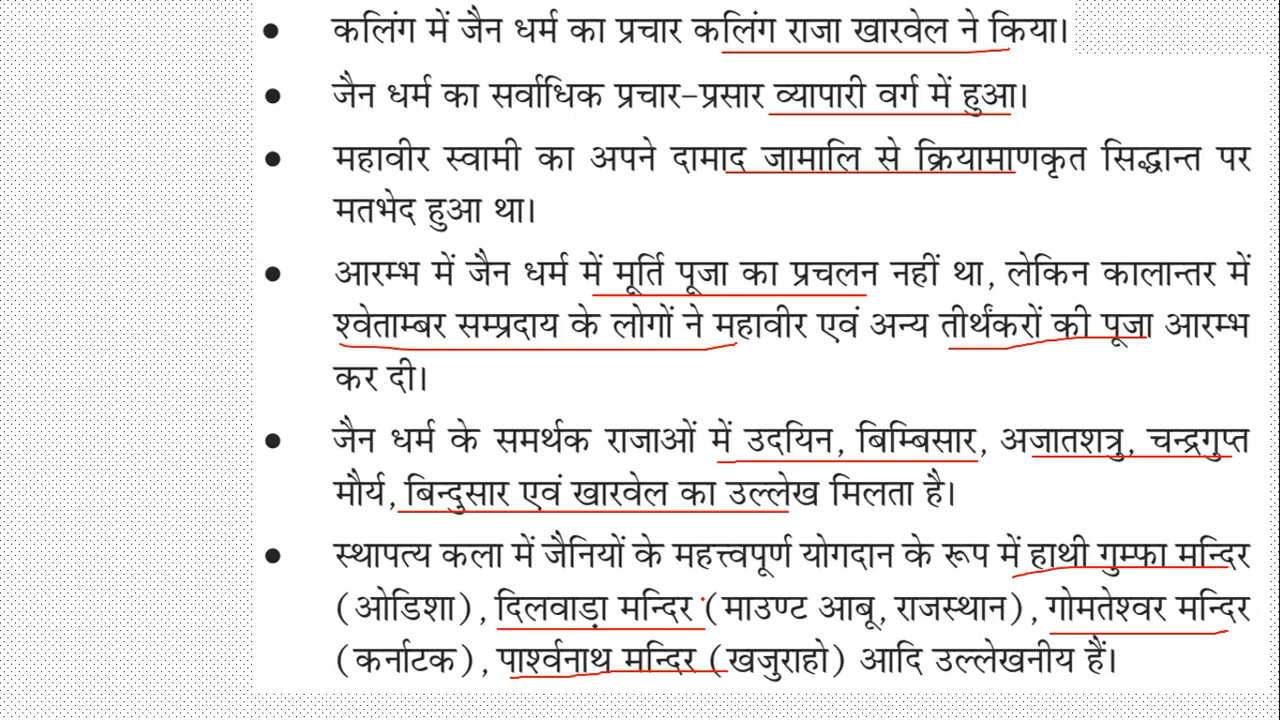 ● कलिंग में जैन धर्म का प्रचार कलिंग राजा खारवेल ने किया।
● जैन धर्म का सर्वाधिक प्रचार-प्रसार व्यापारी वर्ग में हुआ।
● महावीर स्वामी का अपने दामाद जामालि से क्रियामाणकृत सिद्धान्त पर
मतभेद हुआ था।
● आरम्भ में जैन धर्म में मूर्ति पूजा का प्रचलन नहीं था, लेकिन कालान्तर में
श्वेताम्बर सम्प्रदाय के लोगों ने महावीर एवं अन्य तीर्थंकरों की पूजा आरम्भ
कर दी।
● जैन धर्म के समर्थक राजाओं में उदयिन, बिम्बिसार, अजातशत्रु, चन्द्रगुप्त
मौर्य, बिन्दुसार एवं खारवेल का उल्लेख मिलता है।
● स्थापत्य कला में जैनियों के महत्त्वपूर्ण योगदान के रूप में हाथी गुम्फा मन्दिर
(ओडिशा), दिलवाड़ा मन्दिर (माउण्ट आबू, राजस्थान), गोमतेश्वर मन्दिर
(कर्नाटक), पार्श्वनाथ मन्दिर (खजुराहो) आदि उल्लेखनीय हैं।